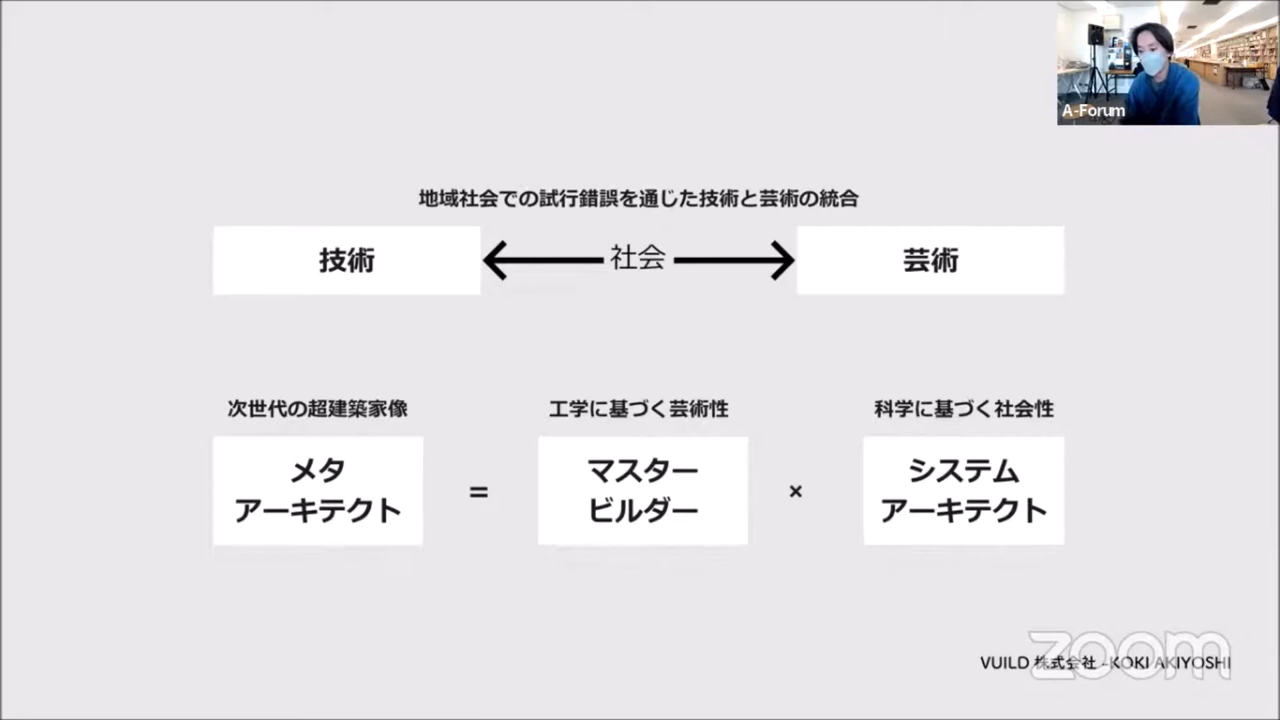 A-Forum
地域社会での試行錯誤を通じた技術と芸術の統合
技術
社会
芸術
次世代の超建築家像
工学に基づく芸術性
科学に基づく社会性
メタ
アーキテクト
=
マスター
ビルダー
×
システム
アーキテクト
zoom
VUILD 株式会社 -KOKI AKIYOSHI